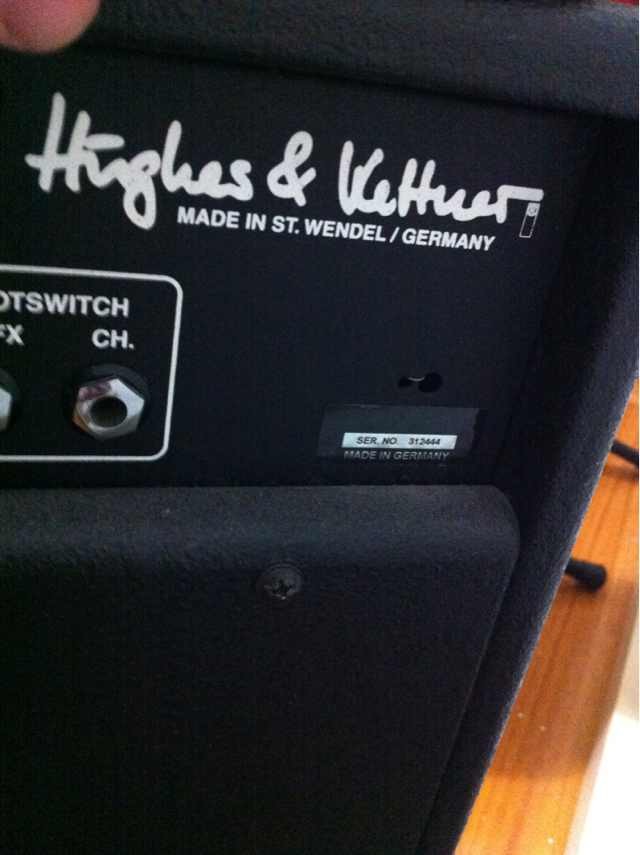 Hughes & Kettner
MADE IN ST. WENDEL / GERMANY
OTSWITCH
FX CH.
SER. NO. 312444
MADE IN GERMANY